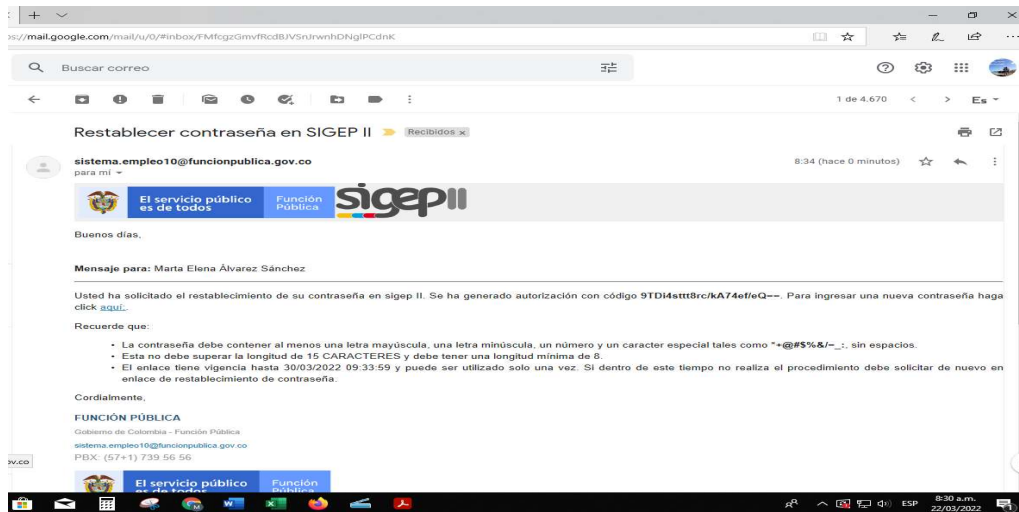 mail.google.com/mail/u/0/#inbox/FMfcgzGmvfRcdBJVSnJrwnhDNglPCdnK
Buscar correo
1 de 4.670
Es
Restablecer contraseña en SIGEP II
Recibidos x
sistema.empleo10@funcionpublica.gov.co
8:34 (hace 0 minutos)
para mí
El servicio público es de todos
Función Pública
sigep II
Buenos días,
Mensaje para: Marta Elena Álvarez Sánchez
Usted ha solicitado el restablecimiento de su contraseña en sigep II. Se ha generado autorización con código 9TDi4sttt8rc/kA74ef/eQ==. Para ingresar una nueva contraseña haga
click aquí:.
Recuerde que:
• La contraseña debe contener al menos una letra mayúscula, una letra minúscula, un número y un caracter especial tales como *+@#$%&/=_:, sin espacios.
• Esta no debe superar la longitud de 15 CARACTERES y debe tener una longitud mínima de 8.
• El enlace tiene vigencia hasta 30/03/2022 09:33:59 y puede ser utilizado solo una vez. Si dentro de este tiempo no realiza el procedimiento debe solicitar de nuevo en
enlace de restablecimiento de contraseña.
Cordialmente,
FUNCIÓN PÚBLICA
Gobierno de Colombia - Función Pública
sistema.empleo10@funcionpublica.gov.co
PBX: (57+1) 739 56 56
ov.co
El servicio público
es de todos
Función
Pública
ESP
8:30 a.m.
22/03/2022